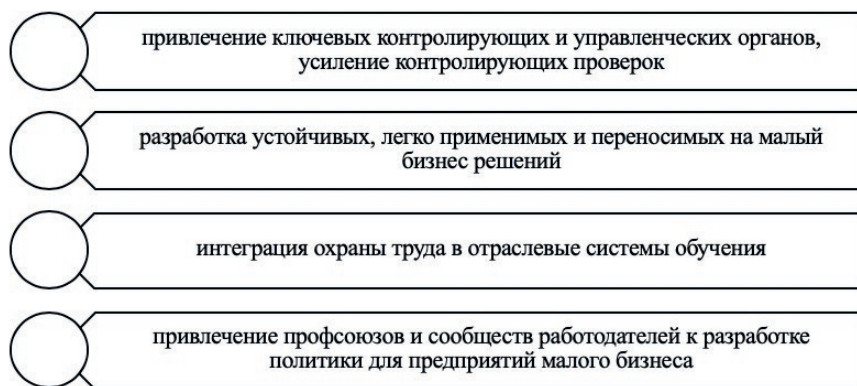 привлечение ключевых контролирующих и управленческих органов,
усиление контролирующих проверок
разработка устойчивых, легко применимых и переносимых на малый
бизнес решений
интеграция охраны труда в отраслевые системы обучения
привлечение профсоюзов и сообществ работодателей к разработке
политики для предприятий малого бизнеса